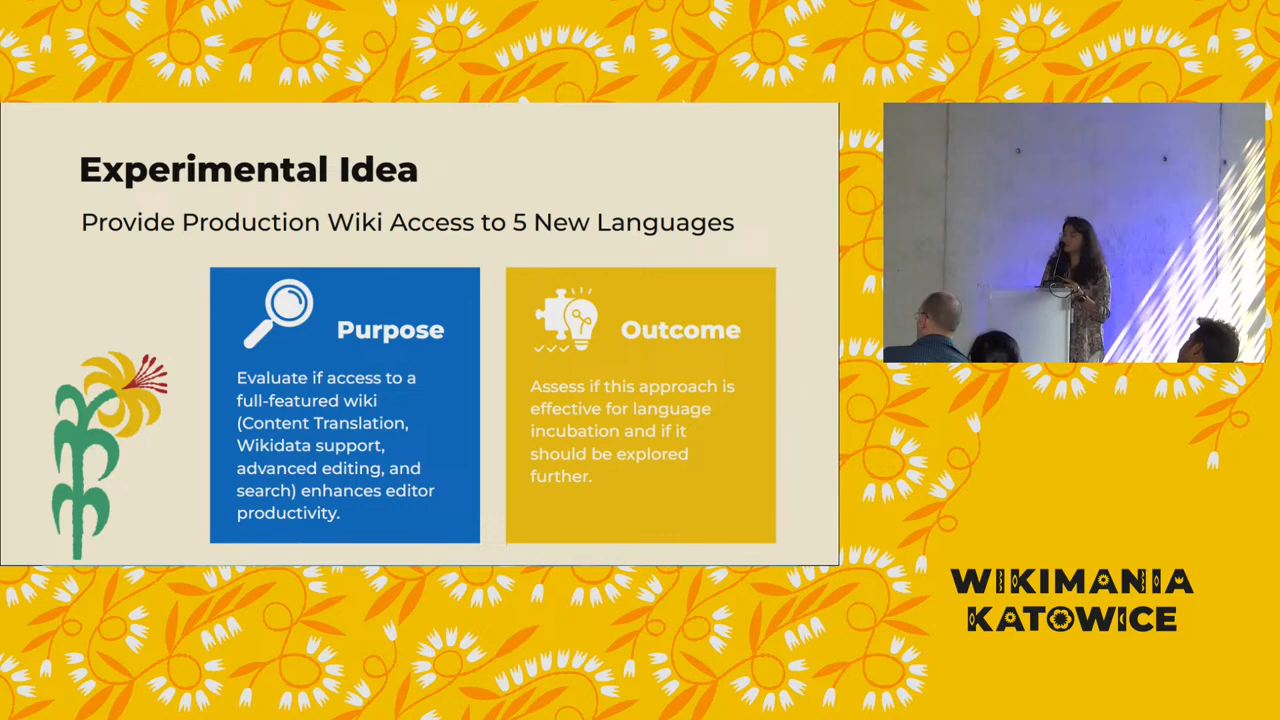 Experimental Idea
Provide Production Wiki Access to 5 New Languages
Purpose
Evaluate if access to a
full-featured wiki
(Content Translation,
Wikidata support,
advanced editing, and
search) enhances editor
productivity.
Outcome
Assess if this approach is
effective for language
incubation and if it
should be explored
further.
WIKIMANIA
KATOWICE